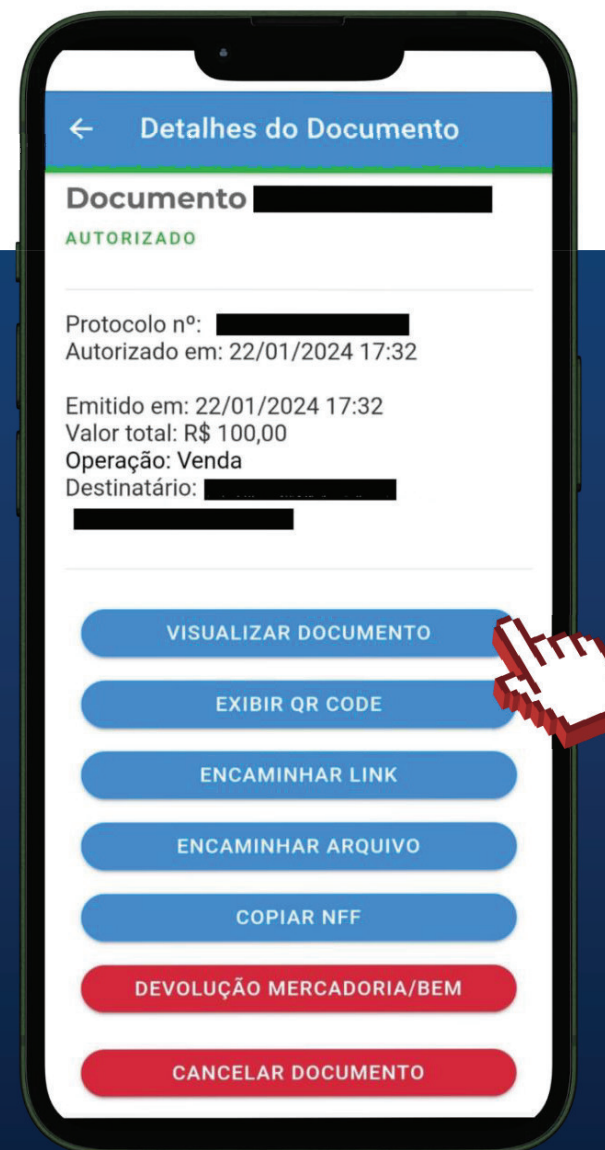 Detalhes do Documento
Documento
AUTORIZADO
Protocolo nº:
Autorizado em: 22/01/2024 17:32
Emitido em: 22/01/2024 17:32
Valor total: R$ 100,00
Operação: Venda
Destinatário:
VISUALIZAR DOCUMENTO
EXIBIR QR CODE
ENCAMINHAR LINK
ENCAMINHAR ARQUIVO
COPIAR NFF
DEVOLUÇÃO MERCADORIA/BEM
CANCELAR DOCUMENTO